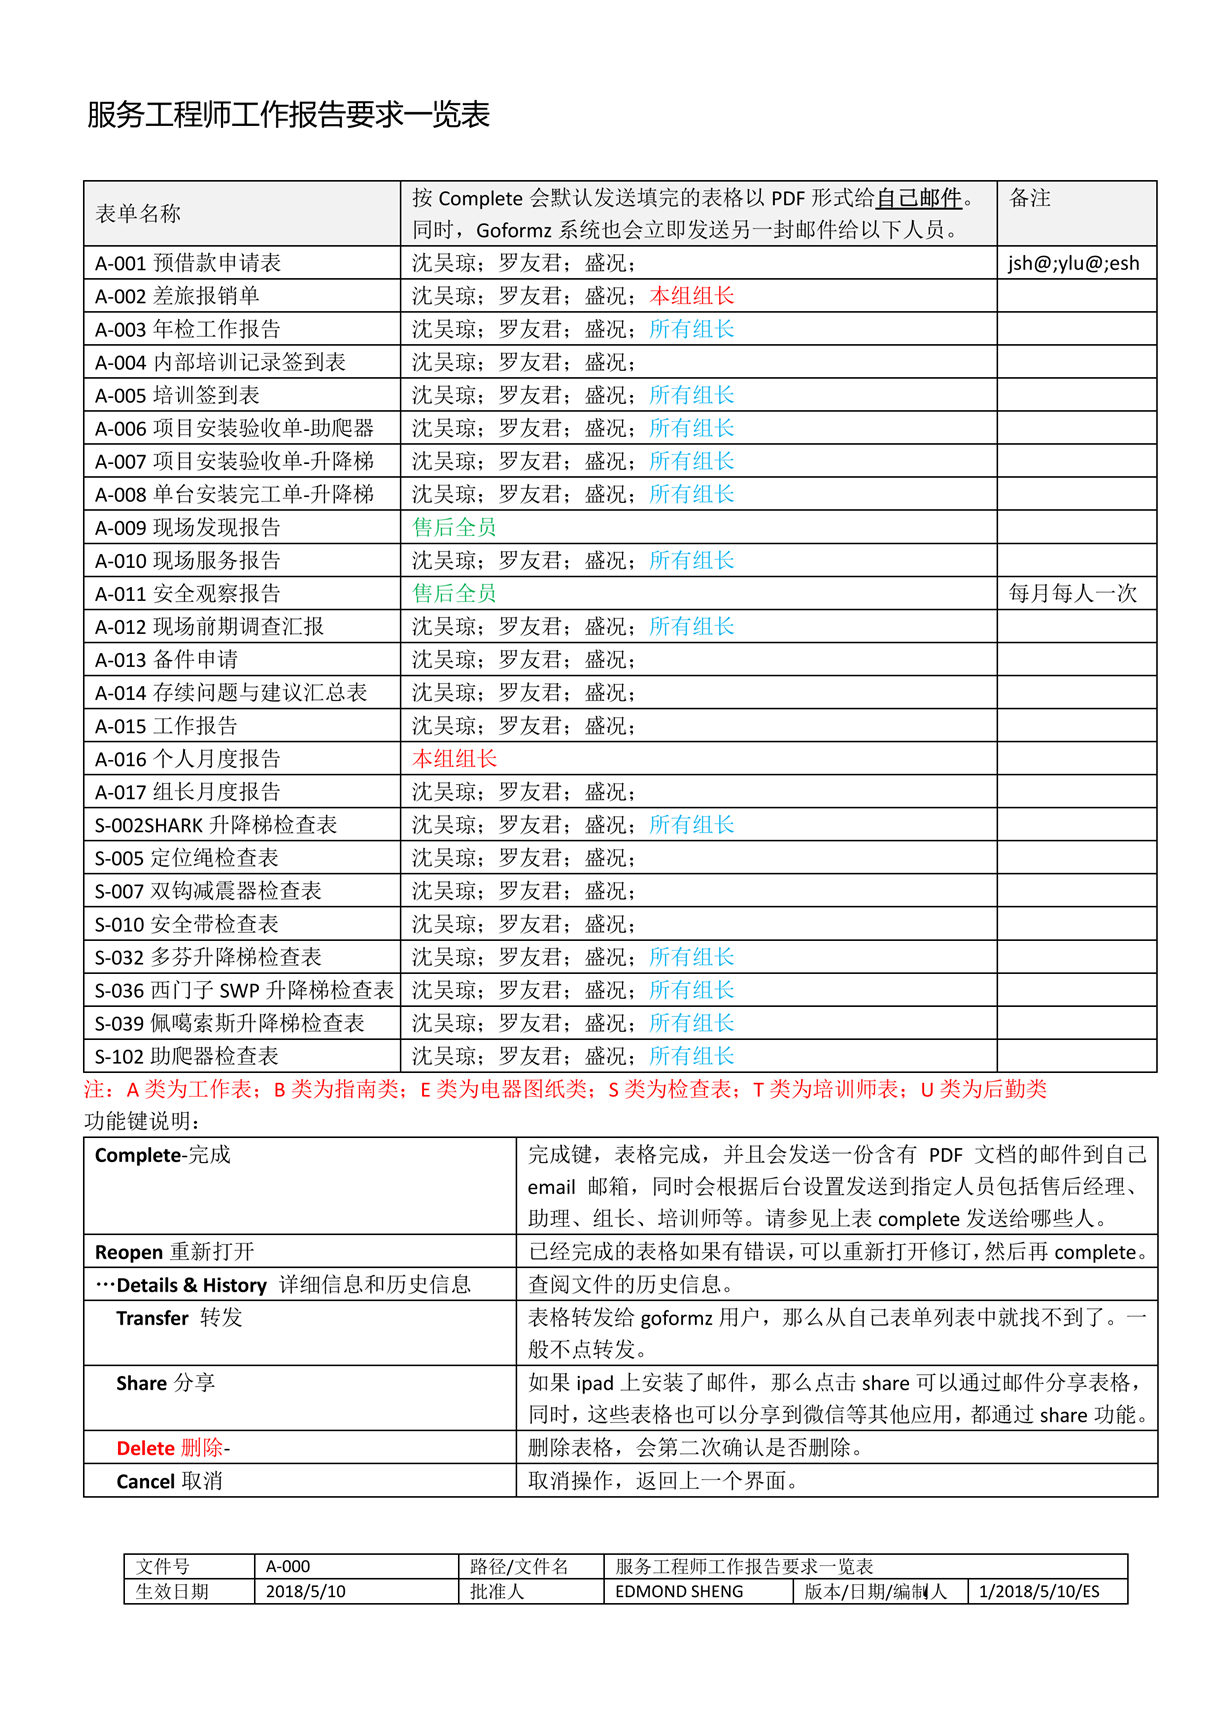 服务工程师工作报告要求一览表
表单名称
按 Complete 会默认发送填完的表格以 PDF 形式给自己邮件。
同时，Goformz 系统也会立即发送另一封邮件给以下人员。
备注
A-001 预借款申请表 沈吴琼；罗友君；盛况； jsh@;ylu@;esh
A-002 差旅报销单 沈吴琼；罗友君；盛况；本组组长
A-003 年检工作报告 沈吴琼；罗友君；盛况；所有组长
A-004 内部培训记录签到表 沈吴琼；罗友君；盛况；
A-005 培训签到表 沈吴琼；罗友君；盛况；所有组长
A-006 项目安装验收单-助爬器 沈吴琼；罗友君；盛况；所有组长
A-007 项目安装验收单-升降梯 沈吴琼；罗友君；盛况；所有组长
A-008 单台安装完工单-升降梯 沈吴琼；罗友君；盛况；所有组长
A-009 现场发现报告 售后全员
A-010 现场服务报告 沈吴琼；罗友君；盛况；所有组长
A-011 安全观察报告 售后全员 每月每人一次
A-012 现场前期调查汇报 沈吴琼；罗友君；盛况；所有组长
A-013 备件申请 沈吴琼；罗友君；盛况；
A-014 存续问题与建议汇总表 沈吴琼；罗友君；盛况；
A-015 工作报告 沈吴琼；罗友君；盛况；
A-016 个人月度报告 本组组长
A-017 组长月度报告 沈吴琼；罗友君；盛况；
S-002SHARK 升降梯检查表 沈吴琼；罗友君；盛况；所有组长
S-005 定位绳检查表 沈吴琼；罗友君；盛况；
S-007 双钩减震器检查表 沈吴琼；罗友君；盛况；
S-010 安全带检查表 沈吴琼；罗友君；盛况；
S-032 多芬升降梯检查表 沈吴琼；罗友君；盛况；所有组长
S-036 西门子 SWP 升降梯检查表 沈吴琼；罗友君；盛况；所有组长
S-039 佩噶索斯升降梯检查表 沈吴琼；罗友君；盛况；所有组长
S-102 助爬器检查表 沈吴琼；罗友君；盛况；所有组长
注：A 类为工作表；B 类为指南类；E 类为电器图纸类；S 类为检查表；T 类为培训师表；U 类为后勤类
功能键说明：
Complete-完成
完成键，表格完成，并且会发送一份含有 PDF 文档的邮件到自己
email 邮箱，同时会根据后台设置发送到指定人员包括售后经理、
助理、组长、培训师等。请参见上表 complete 发送给哪些人。
Reopen 重新打开 已经完成的表格如果有错误，可以重新打开修订，然后再 complete。
…Details & History 详细信息和历史信息 查阅文件的历史信息。
Transfer 转发
表格转发给 goformz 用户，那么从自己表单列表中就找不到了。一
般不点转发。
Share 分享
如果 ipad 上安装了邮件，那么点击 share 可以通过邮件分享表格，
同时，这些表格也可以分享到微信等其他应用，都通过 share 功能。
Delete 删除- 删除表格，会第二次确认是否删除。
Cancel 取消 取消操作，返回上一个界面。
文件号 A-000 路径/文件名 服务工程师工作报告要求一览表
生效日期 2018/5/10 批准人 EDMOND SHENG 版本/日期/编制人 1/2018/5/10/ES